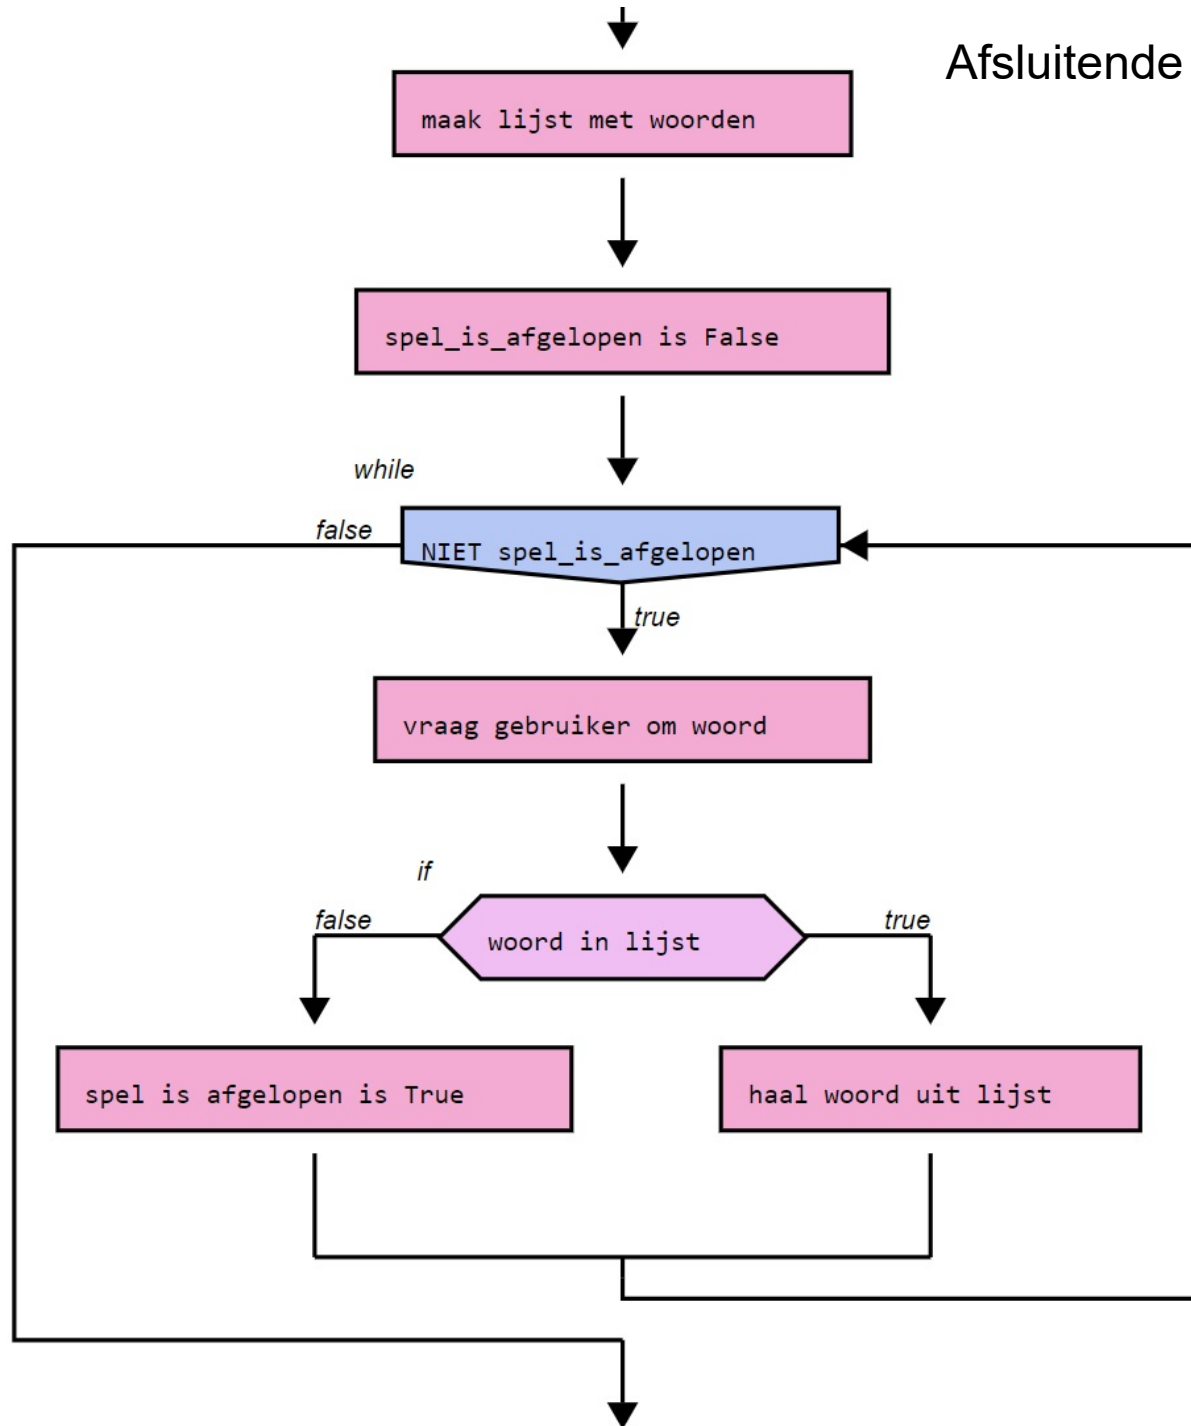 Afsluitende
maak lijst met woorden
spel_is_afgelopen is False
while
false
NIET spel_is_afgelopen
true
vraag gebruiker om woord
if
false
woord in lijst
true
spel is afgelopen is True
haal woord uit lijst